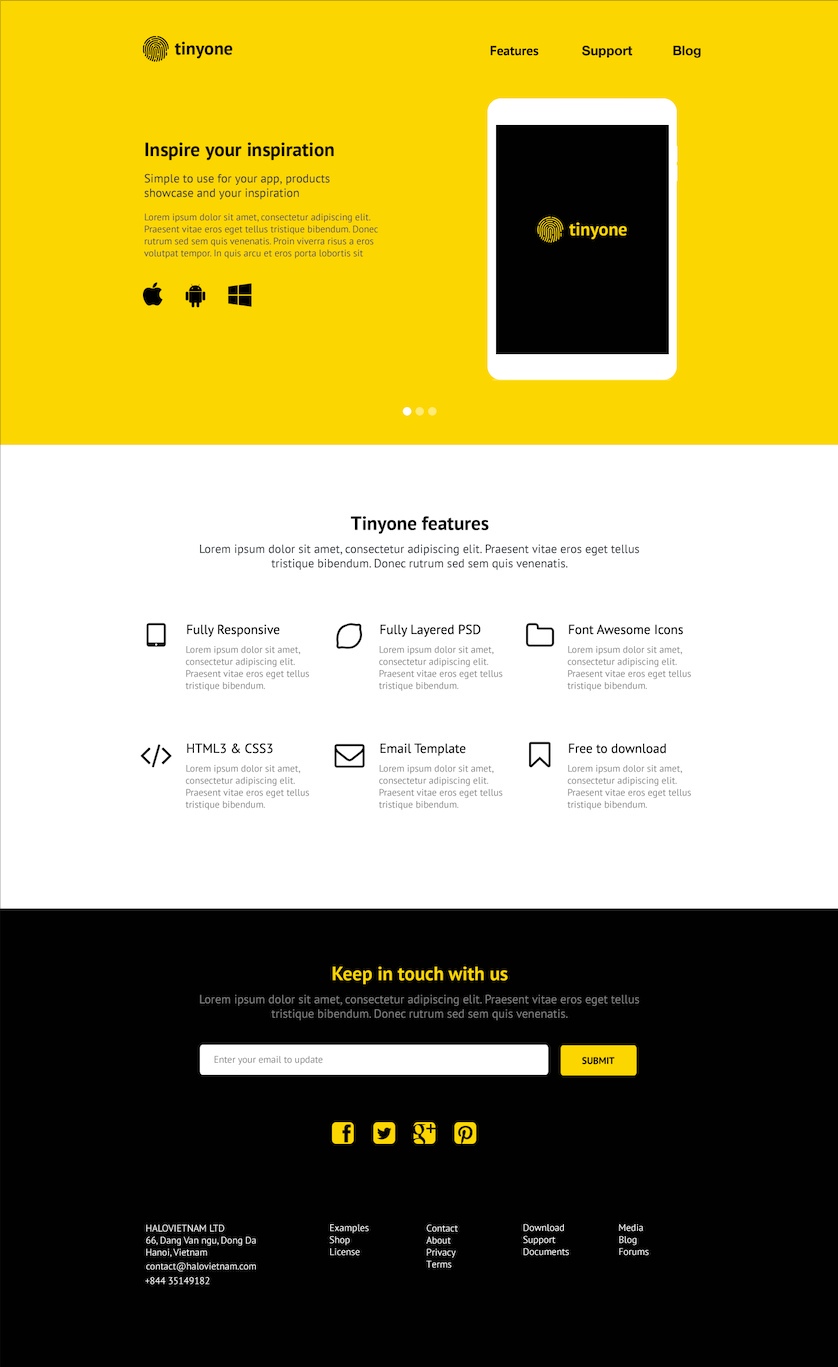 tinyone
Features
Support
Blog
Inspire your inspiration
Simple to use for your app, products
showcase and your inspiration
Lorem ipsum dolor sit amet, consectetur adipiscing elit.
Praesent vitae eros eget tellus tristique bibendum. Donec
rutrum sed sem quis venenatis. Proin viverra risus a eros
volutpat tempor. In quis arcu et eros porta lobortis sit
tinyone
Tinyone features
Lorem ipsum dolor sit amet, consectetur adipiscing elit. Praesent vitae eros eget tellus
tristique bibendum. Donec rutrum sed sem quis venenatis.
Fully Responsive
Lorem ipsum dolor sit amet,
consectetur adipiscing elit.
Praesent vitae eros eget tellus
tristique bibendum.
Fully Layered PSD
Lorem ipsum dolor sit amet,
consectetur adipiscing elit.
Praesent vitae eros eget tellus
tristique bibendum.
Font Awesome Icons
Lorem ipsum dolor sit amet,
consectetur adipiscing elit.
Praesent vitae eros eget tellus
tristique bibendum.
HTML3 & CSS3
Lorem ipsum dolor sit amet,
consectetur adipiscing elit.
Praesent vitae eros eget tellus
tristique bibendum.
Email Template
Lorem ipsum dolor sit amet,
consectetur adipiscing elit.
Praesent vitae eros eget tellus
tristique bibendum.
Free to download
Lorem ipsum dolor sit amet,
consectetur adipiscing elit.
Praesent vitae eros eget tellus
tristique bibendum.
Keep in touch with us
Lorem ipsum dolor sit amet, consectetur adipiscing elit. Praesent vitae eros eget tellus
tristique bibendum. Donec rutrum sed sem quis venenatis.
Enter your email to update
SUBMIT
HALOVIETNAM LTD
66, Dang Van ngu, Dong Da
Hanoi, Vietnam
contact@halovietnam.com
+844 35149182
Examples
Shop
License
Contact
About
Privacy
Terms
Download
Support
Documents
Media
Blog
Forums